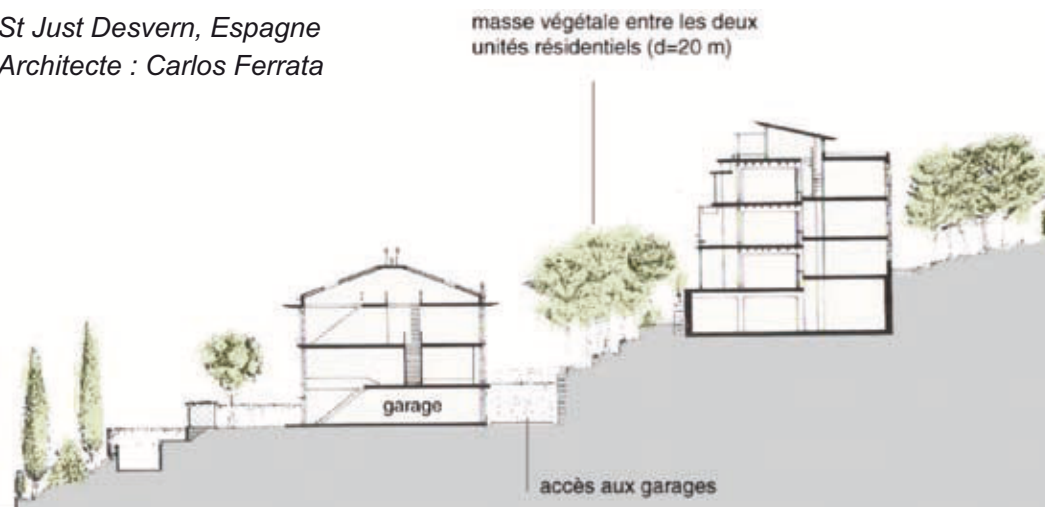 St Just Desvern, Espagne
Architecte : Carlos Ferrata
masse végétale entre les deux
unités résidentiels (d=20 m)
garage
accès aux garages